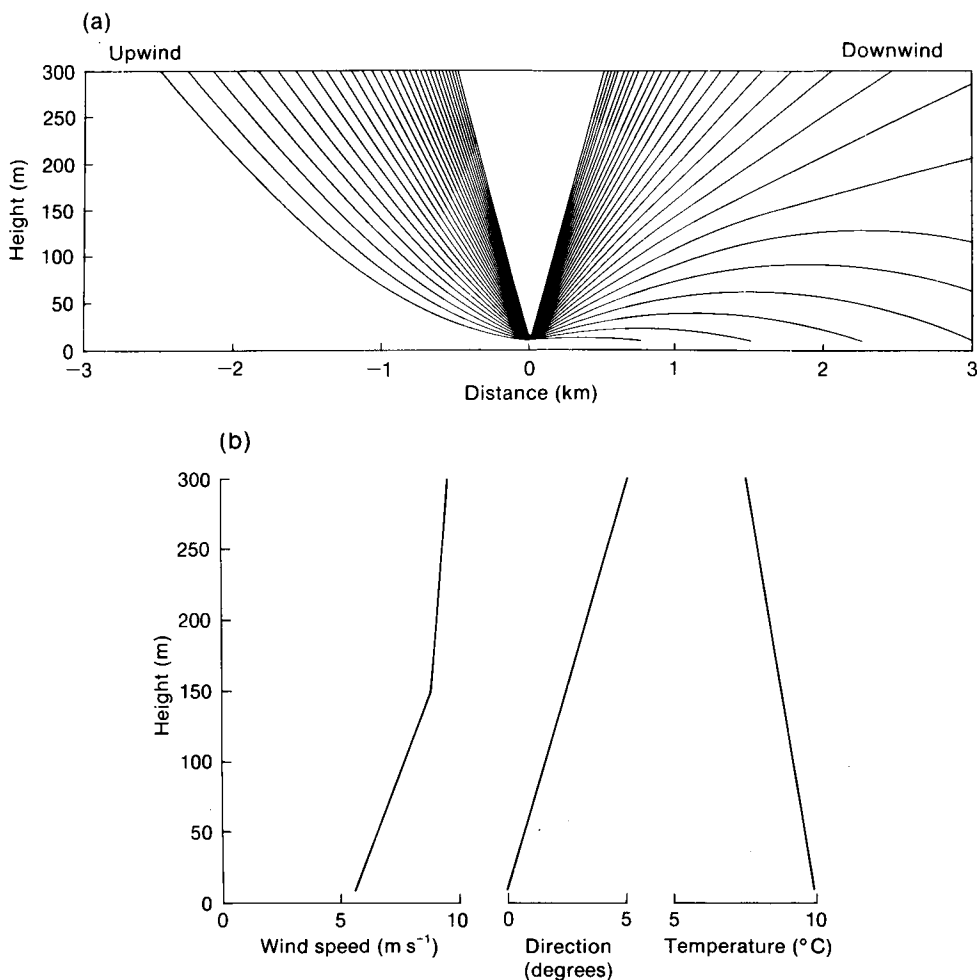 (a)
Upwind Downwind
300
250
200
150
100
50
0
Height (m)
−3 −2 −1 0 1 2 3
Distance (km)
(b)
300
250
200
150
100
50
0
Height (m)
0 5 10 0 5 5 10
Wind speed (m s⁻¹) Direction Temperature (°C)
(degrees)